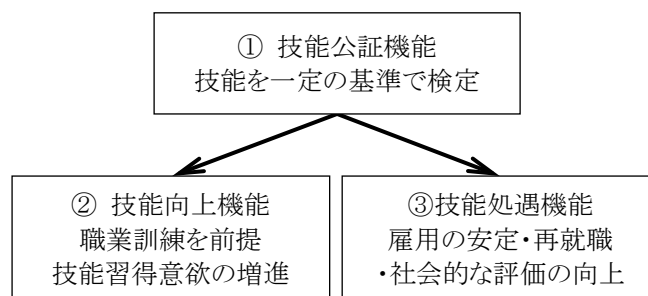 ① 技能公証機能
技能を一定の基準で検定
② 技能向上機能
職業訓練を前提
技能習得意欲の増進
③技能処遇機能
雇用の安定・再就職
・社会的な評価の向上